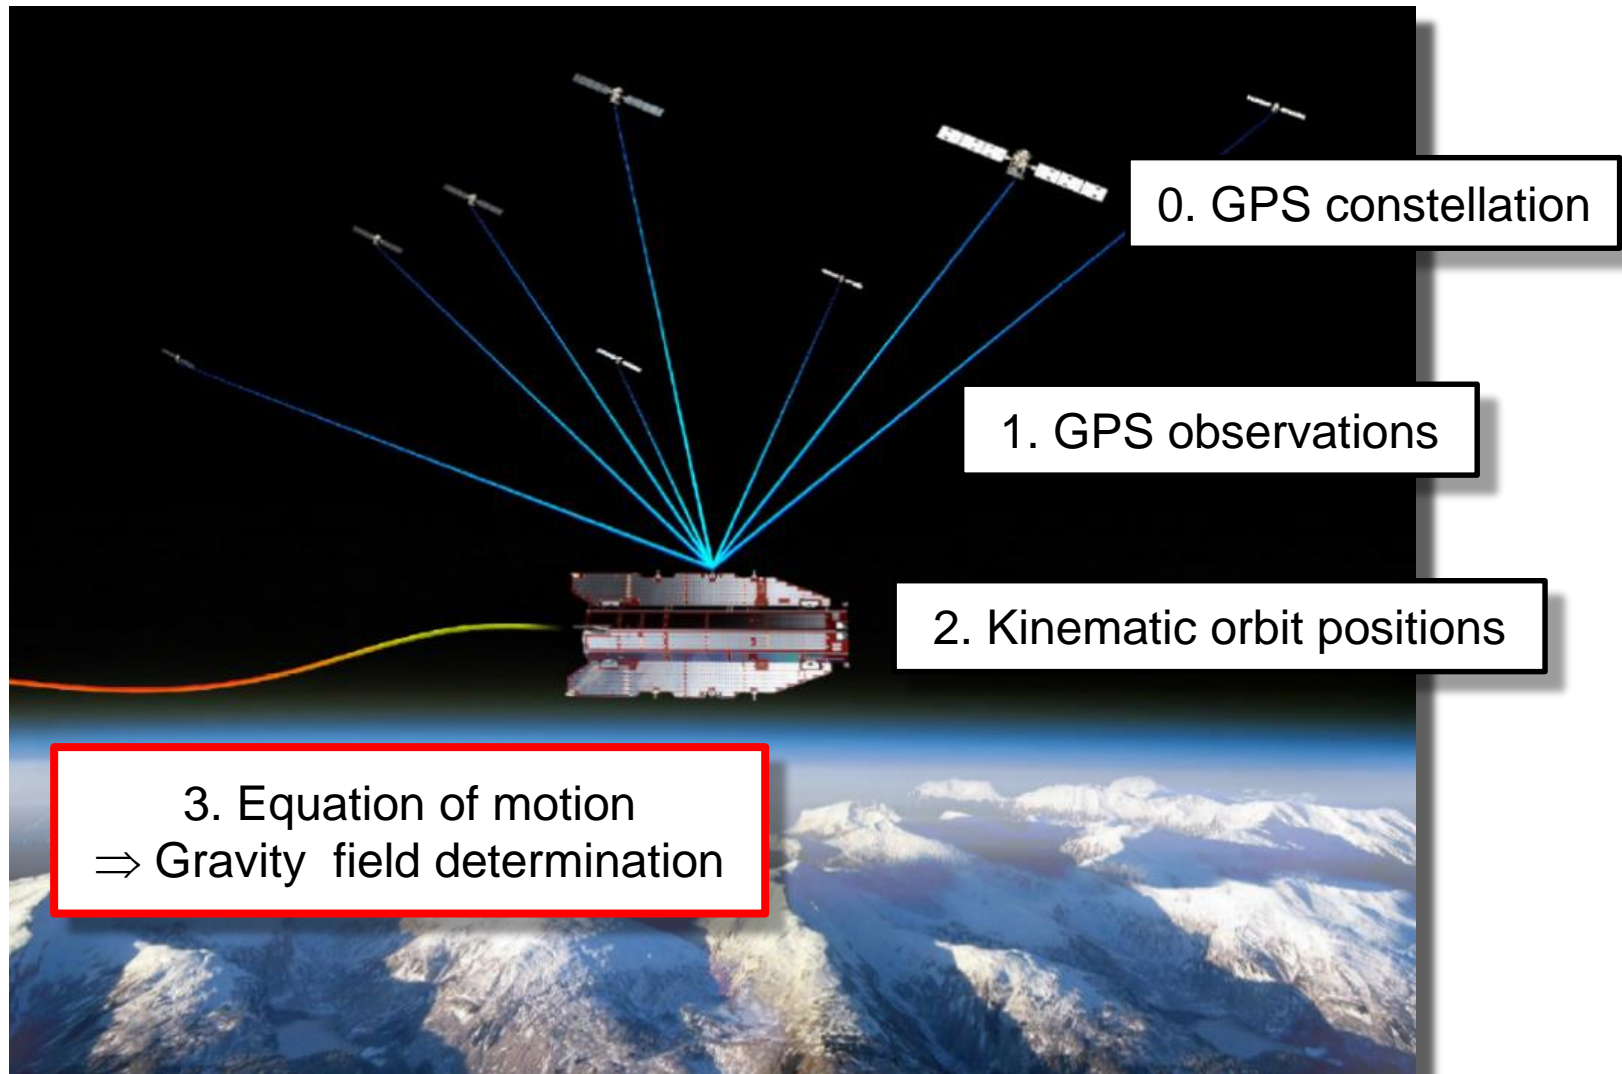 0. GPS constellation
1. GPS observations
2. Kinematic orbit positions
3. Equation of motion
⇒ Gravity  field determination